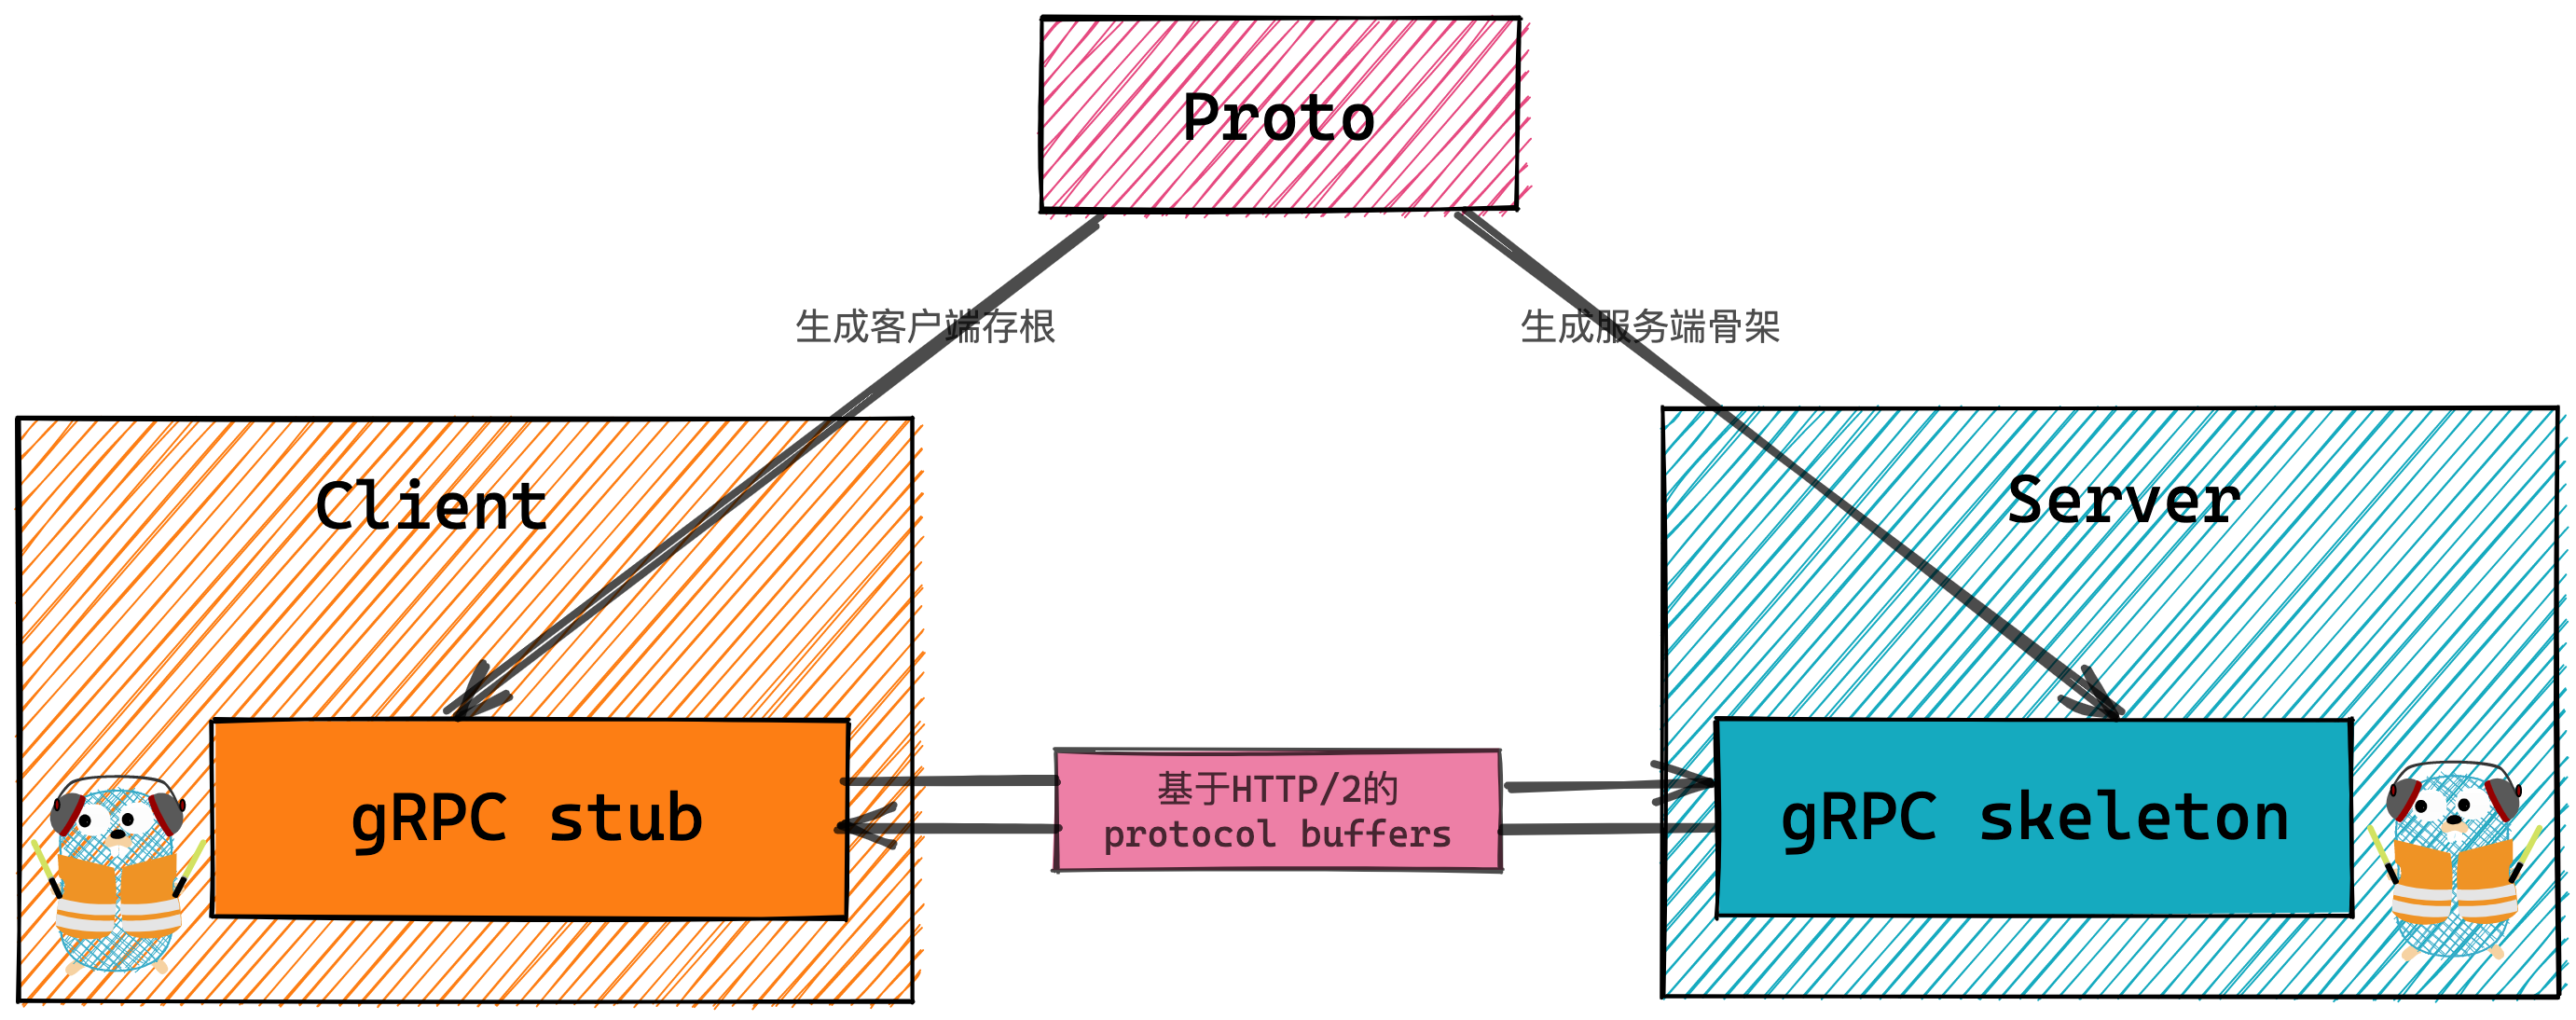 Proto
生成客户端存根
生成服务端骨架
Client
Server
gRPC stub
基于HTTP/2的
protocol buffers
gRPC skeleton